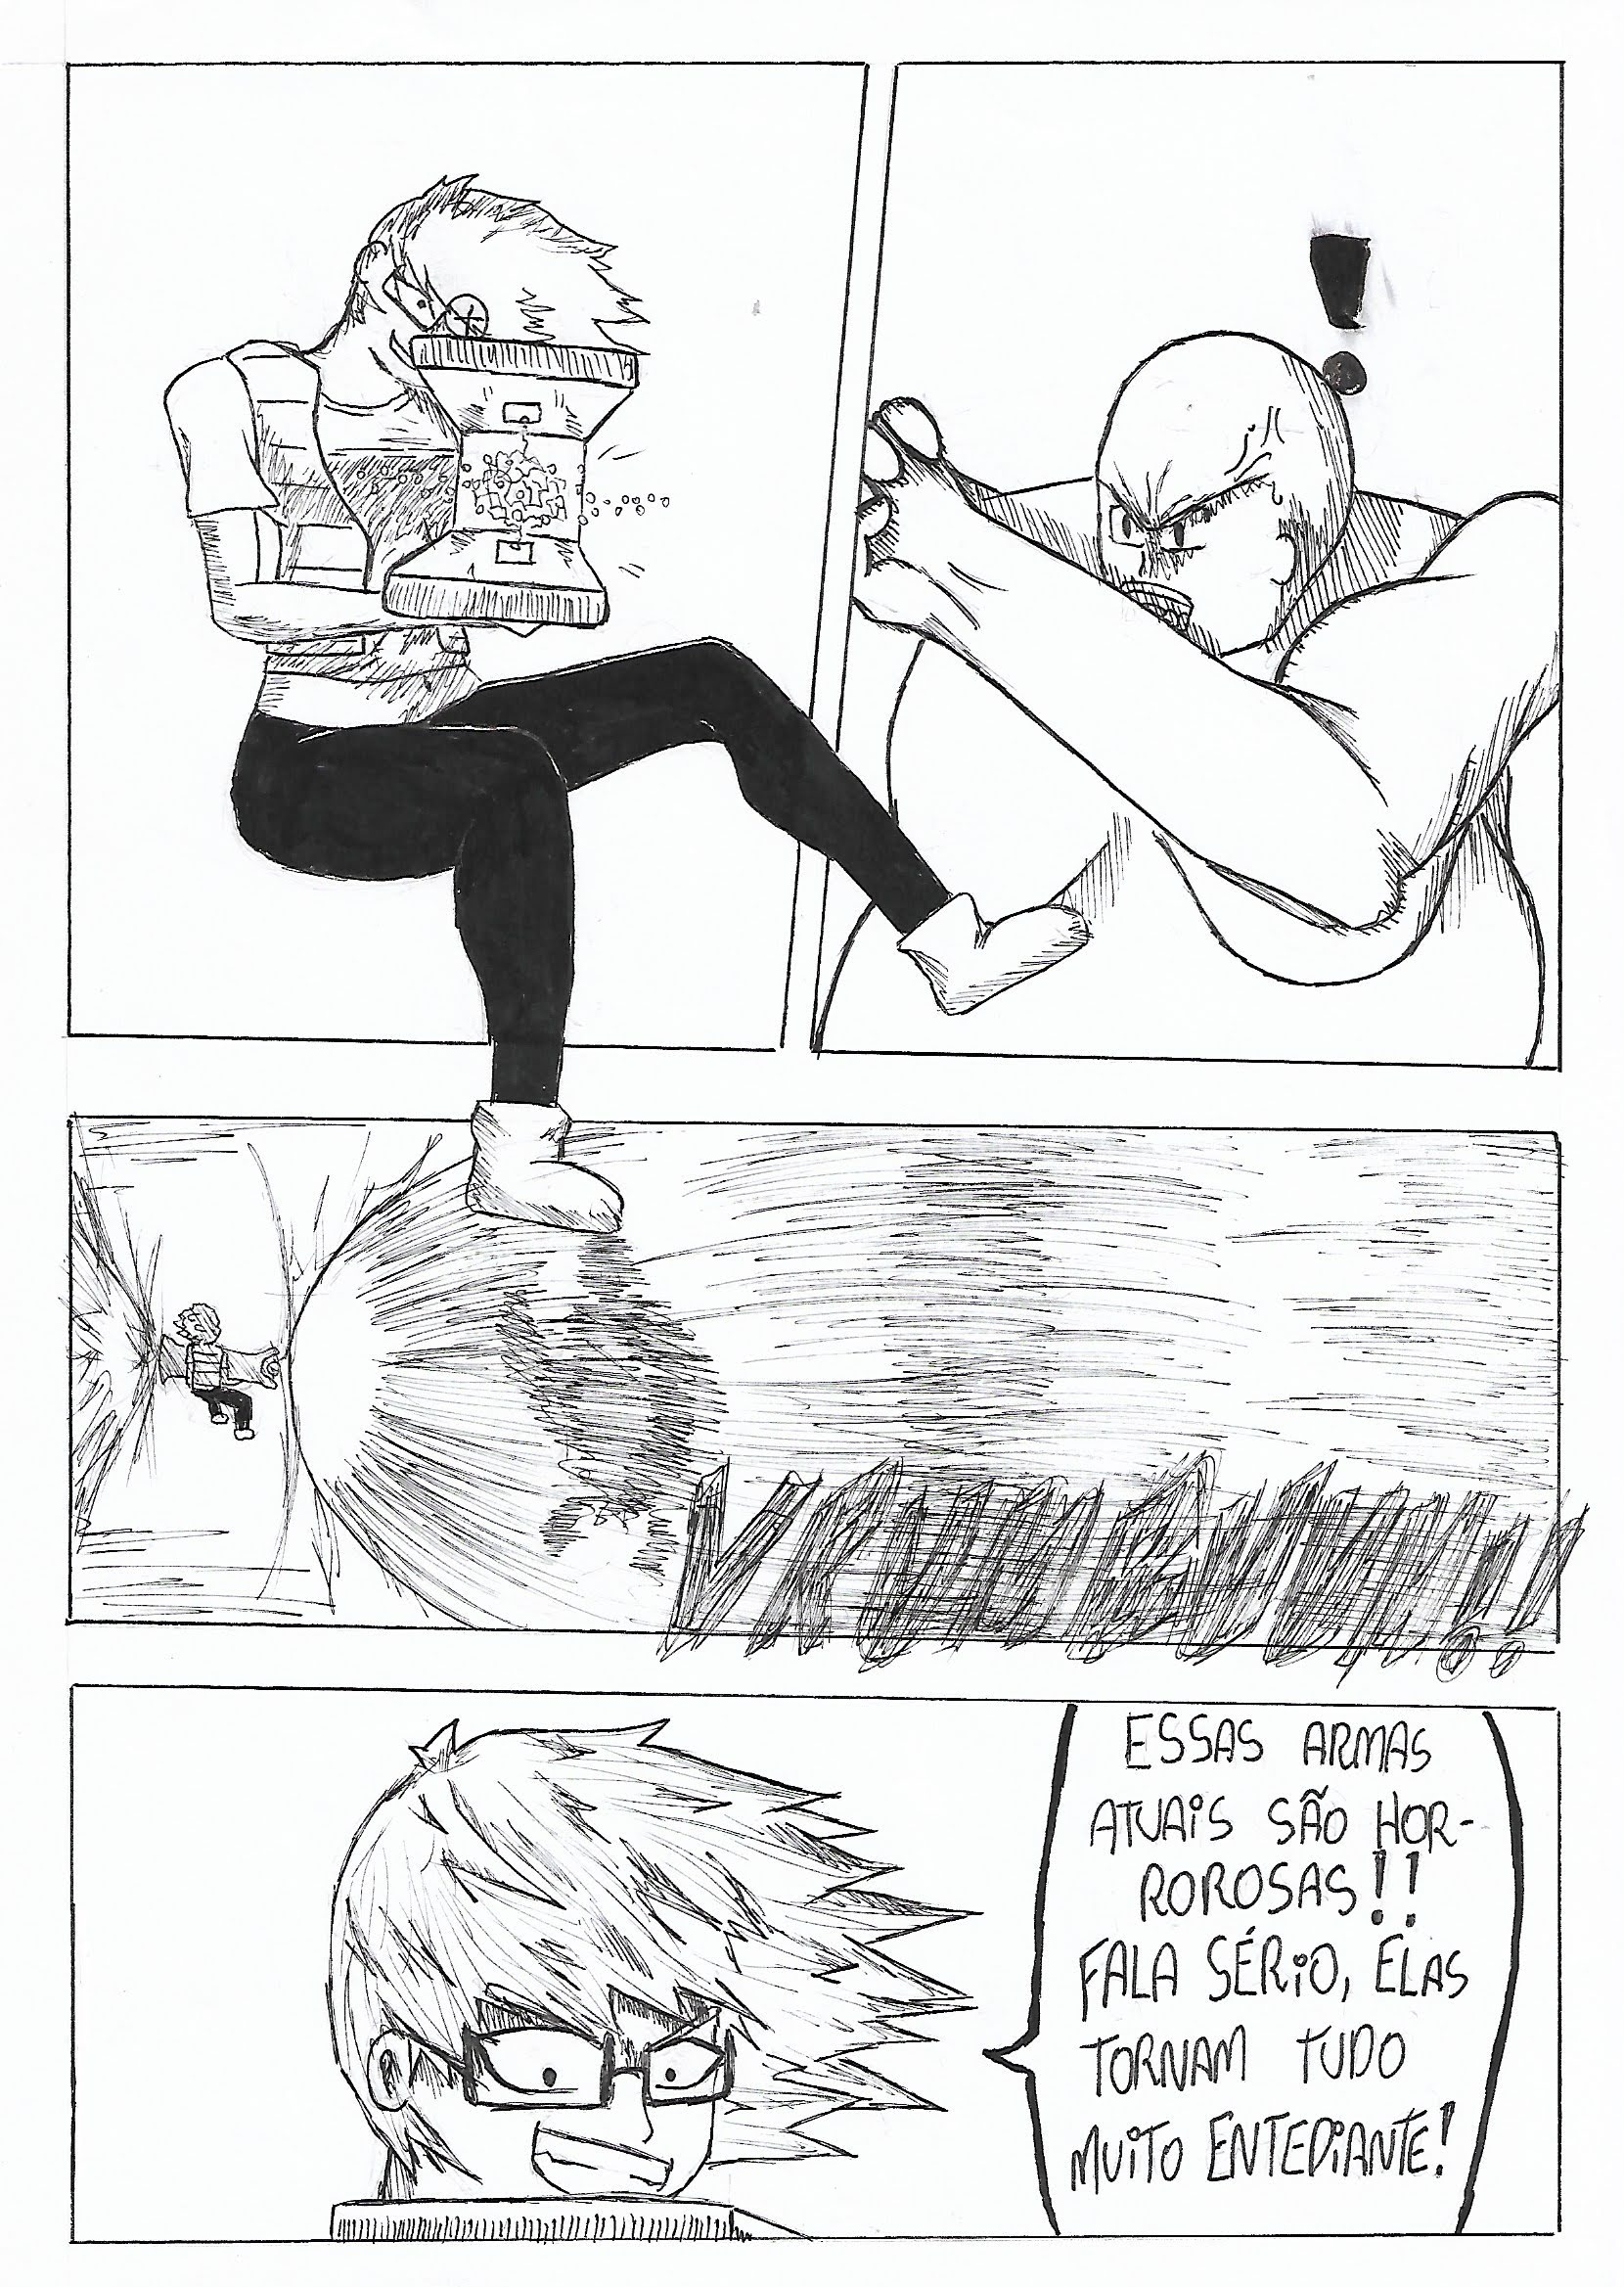 !
ESSAS ARMAS
ATUAIS SÃO HOR-
ROROSAS!!
FALA SÉRIO, ELAS
TORNAM TUDO
MUITO ENTEDIANTE!